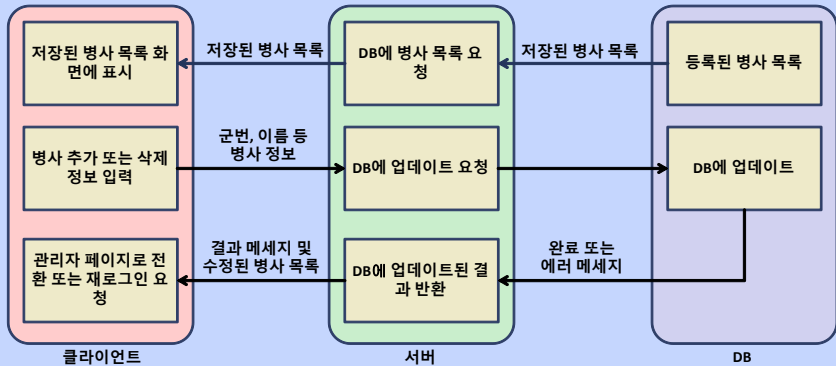 저장된 병사 목록 화
면에 표시
저장된 병사 목록
DB에 병사 목록 요
청
저장된 병사 목록
등록된 병사 목록
병사 추가 또는 삭제
정보 입력
군번, 이름 등
병사 정보
DB에 업데이트 요청
DB에 업데이트
관리자 페이지로 전
환 또는 재로그인 요
청
결과 메세지 및
수정된 병사 목록
DB에 업데이트된 결
과 반환
완료 또는
에러 메세지
클라이언트
서버
DB